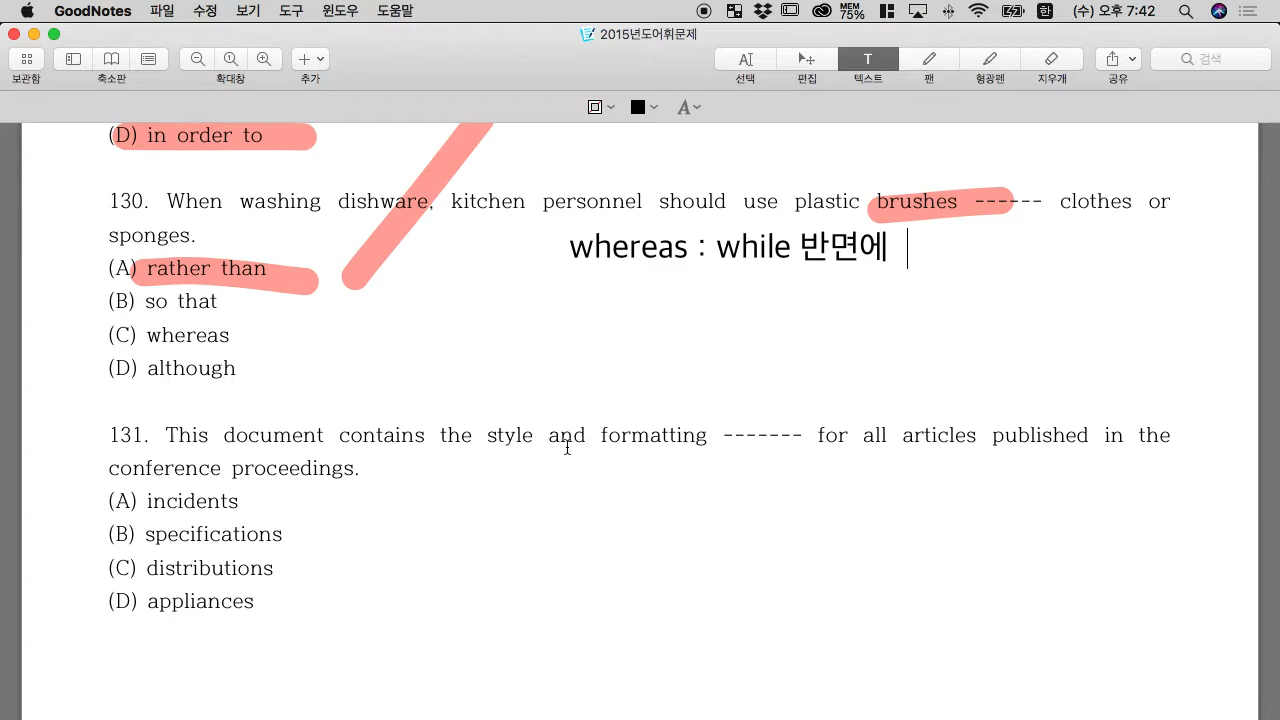 GoodNotes 파일 수정 보기 도구 윈도우 도움말 MEM 75% 한 (수) 오후 7:42
2015년도어휘문제
보관함 축소판 확대창 추가 선택 편집 텍스트 펜 형광펜 지우개 공유 검색
(D) in order to
130. When washing dishware, kitchen personnel should use plastic brushes ------ clothes or
sponges.
whereas : while 반면에
(A) rather than
(B) so that
(C) whereas
(D) although
131. This document contains the style and formatting ------- for all articles published in the
conference proceedings.
(A) incidents
(B) specifications
(C) distributions
(D) appliances